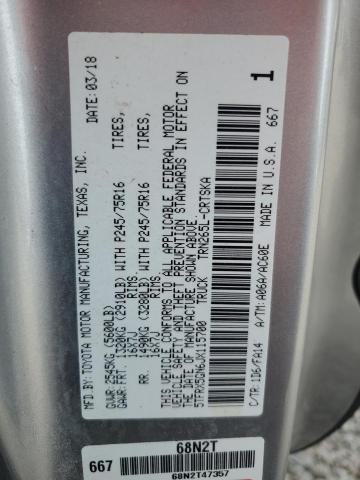 MFD. BY: TOYOTA MOTOR MANUFACTURING, TEXAS, INC. DATE: 03/18
GVWR: 2545KG (5600LB)
GAWR: FRT. 1320KG (2910LB) WITH P245/75R16 TIRES,
16X7J RIMS.
RR. 1490KG (3280LB) WITH P245/75R16 TIRES,
16X7J RIMS.
THIS VEHICLE CONFORMS TO ALL APPLICABLE FEDERAL MOTOR
VEHICLE SAFETY AND THEFT PREVENTION STANDARDS IN EFFECT ON
THE DATE OF MANUFACTURE SHOWN ABOVE.
5TFRX5GN6JX115700 TRUCK TRN265L-CRTSKA 1
C/TR: 1D6/FA14 A/TM: A06A/AC60E MADE IN U.S.A. 667
667 68N2T
68N2T47357